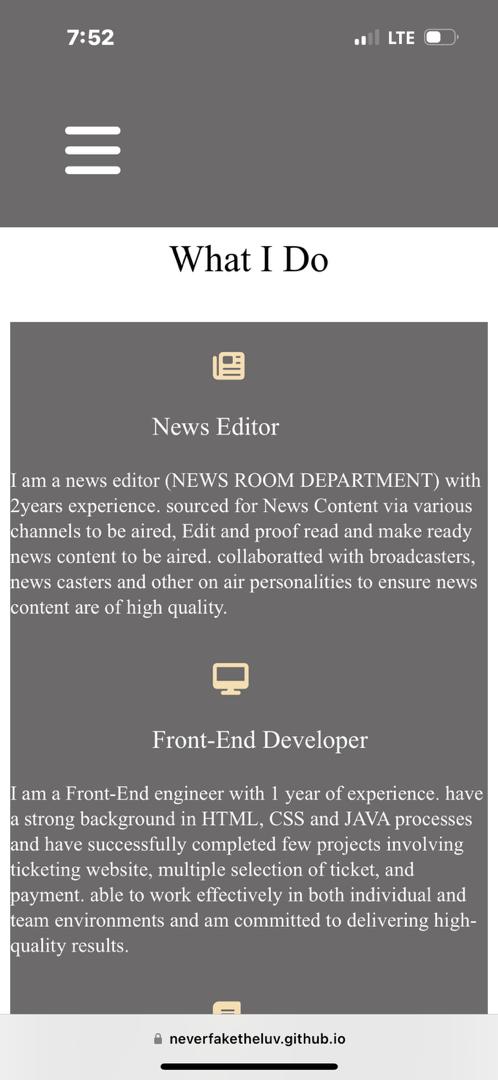 7:52
LTE
What I Do
News Editor
I am a news editor (NEWS ROOM DEPARTMENT) with
2years experience. sourced for News Content via various
channels to be aired, Edit and proof read and make ready
news content to be aired. collaboratted with broadcasters,
news casters and other on air personalities to ensure news
content are of high quality.
Front-End Developer
I am a Front-End engineer with 1 year of experience. have
a strong background in HTML, CSS and JAVA processes
and have successfully completed few projects involving
ticketing website, multiple selection of ticket, and
payment. able to work effectively in both individual and
team environments and am committed to delivering high-
quality results.
neverfaketheluv.github.io